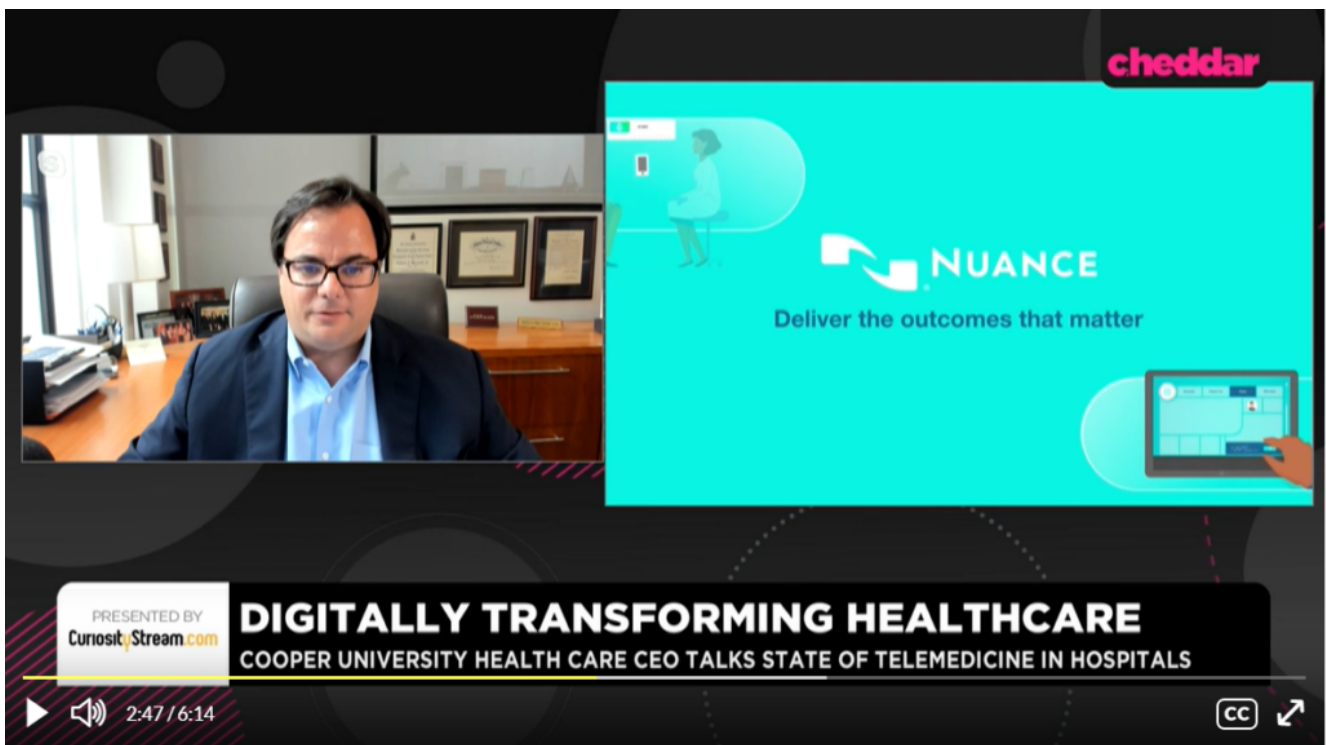 cheddar
NUANCE
Deliver the outcomes that matter
PRESENTED BY
CuriosityStream.com
DIGITALLY TRANSFORMING HEALTHCARE
COOPER UNIVERSITY HEALTH CARE CEO TALKS STATE OF TELEMEDICINE IN HOSPITALS
2:47 / 6:14
CC